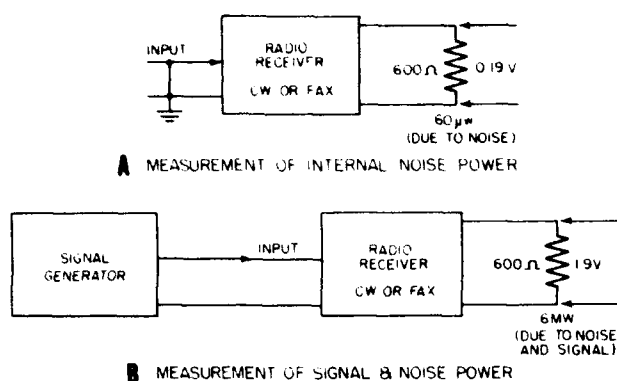 INPUT
RADIO
RECEIVER
CW OR FAX
600Ω
0.19 V
60μW
(DUE TO NOISE)
A MEASUREMENT OF INTERNAL NOISE POWER
SIGNAL
GENERATOR
INPUT
RADIO
RECEIVER
CW OR FAX
600Ω
1.9V
6MW
(DUE TO NOISE
AND SIGNAL)
B MEASUREMENT OF SIGNAL & NOISE POWER